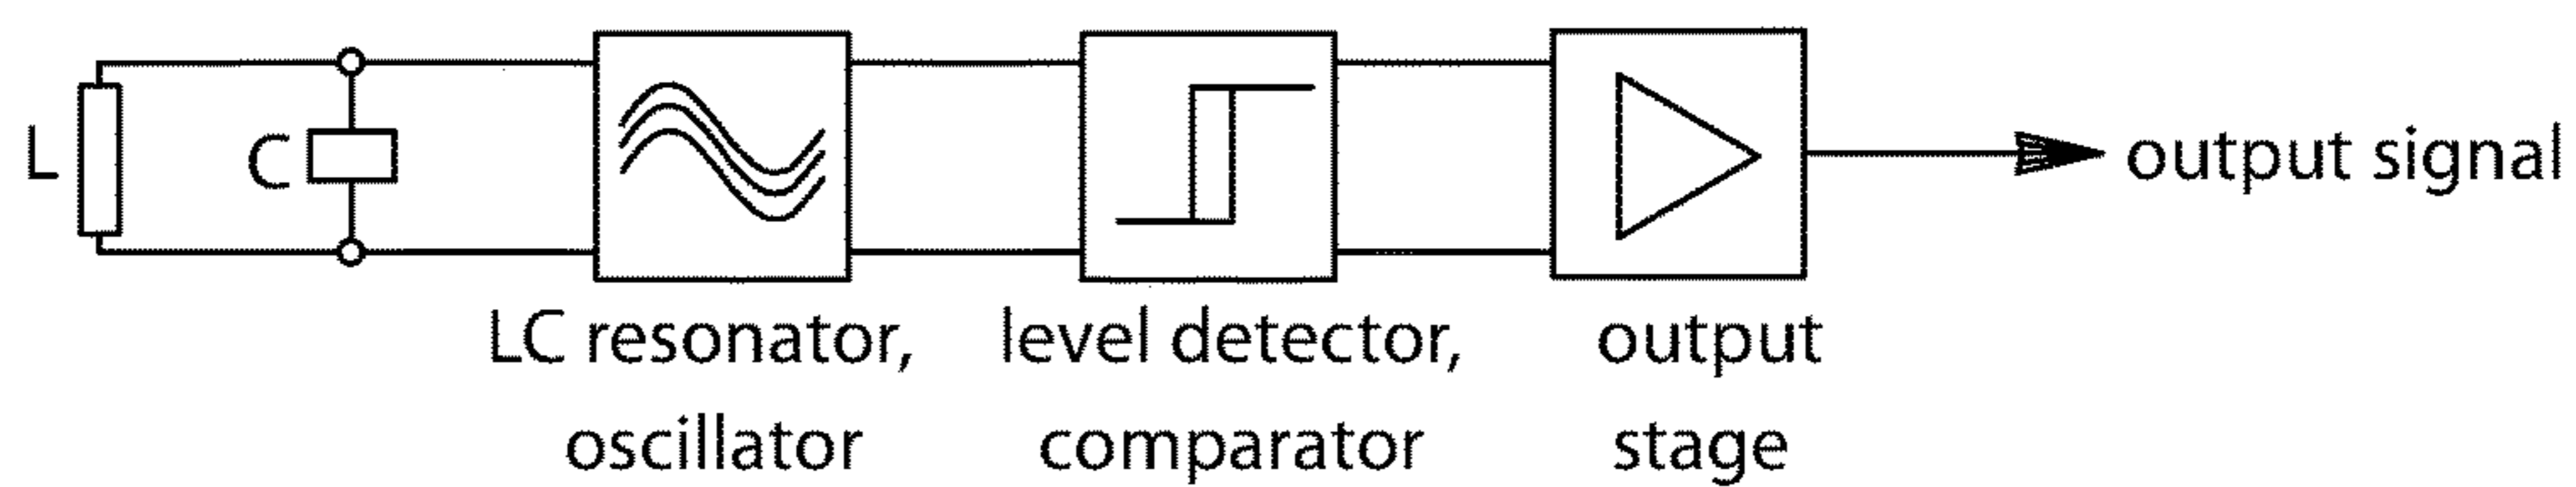 L
C
output signal
LC resonator,
oscillator
level detector,
comparator
output
stage